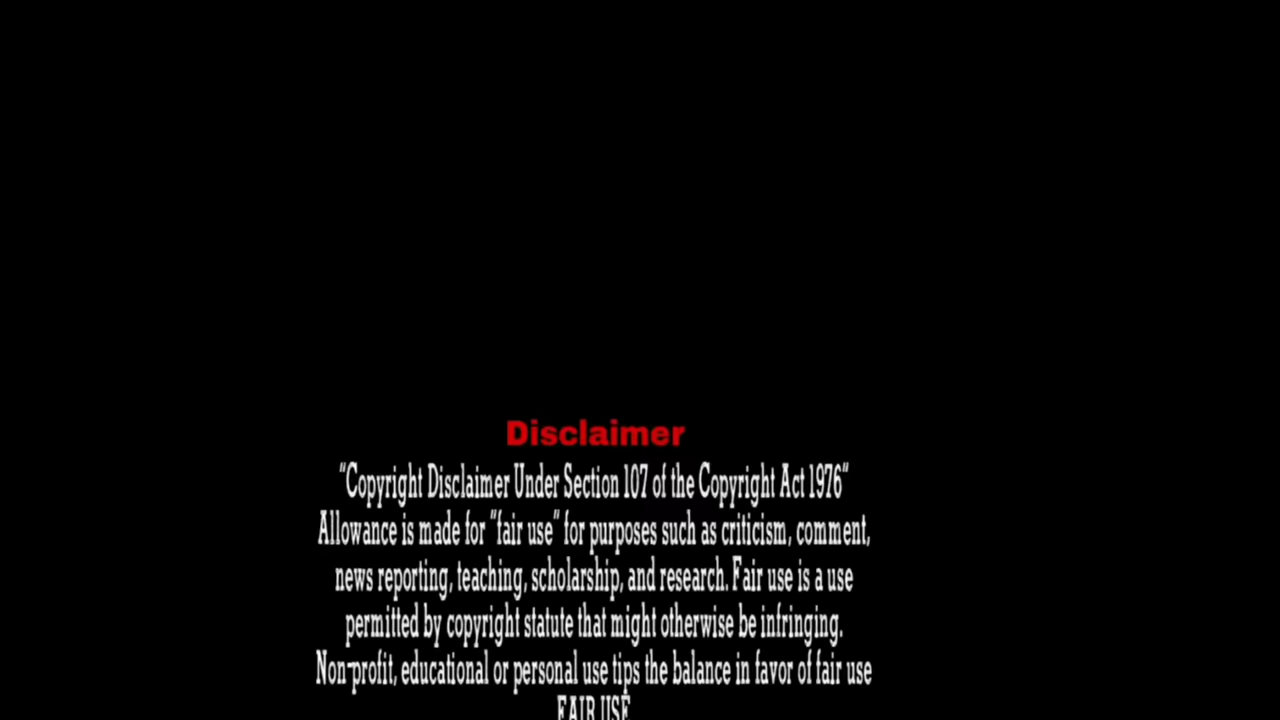 Disclaimer
"Copyright Disclaimer Under Section 107 of the Copyright Act 1976"
Allowance is made for "fair use" for purposes such as criticism, comment,
news reporting, teaching, scholarship, and research. Fair use is a use
permitted by copyright statute that might otherwise be infringing.
Non-profit, educational or personal use tips the balance in favor of fair use
FAIR USE